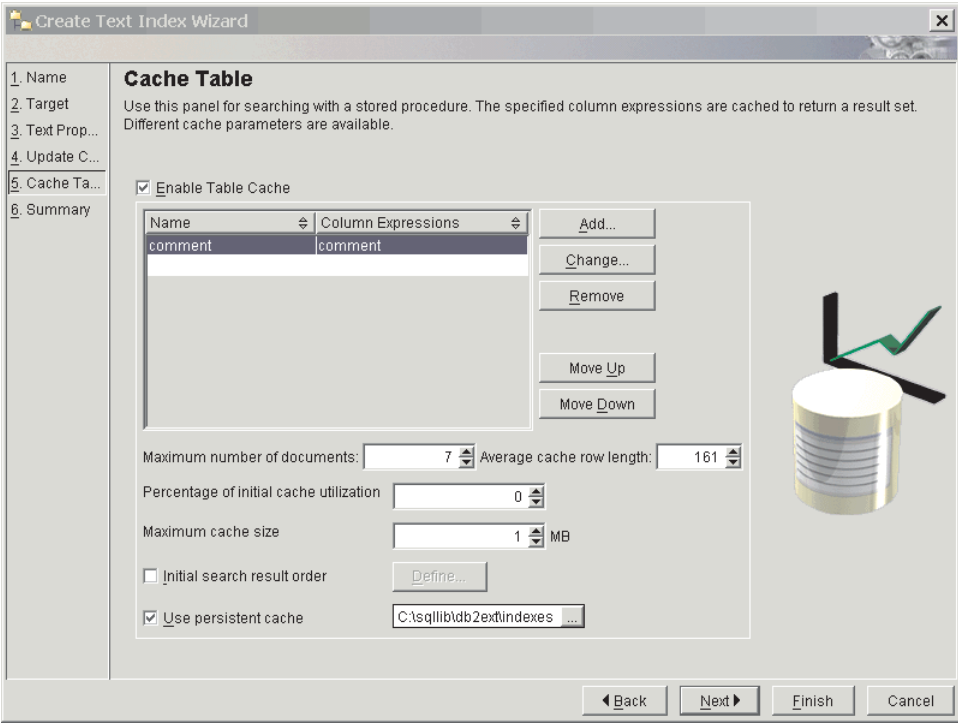 Create Text Index Wizard
1. Name
2. Target
3. Text Prop...
4. Update C...
5. Cache Ta...
6. Summary
Cache Table
Use this panel for searching with a stored procedure. The specified column expressions are cached to return a result set.
Different cache parameters are available.
Enable Table Cache
Name Column Expressions
comment comment
Add...
Change...
Remove
Move Up
Move Down
Maximum number of documents: 7 Average cache row length: 161
Percentage of initial cache utilization 0
Maximum cache size 1 MB
Initial search result order Define...
Use persistent cache C:\sqllib\db2ext\indexes ...
Back Next Finish Cancel